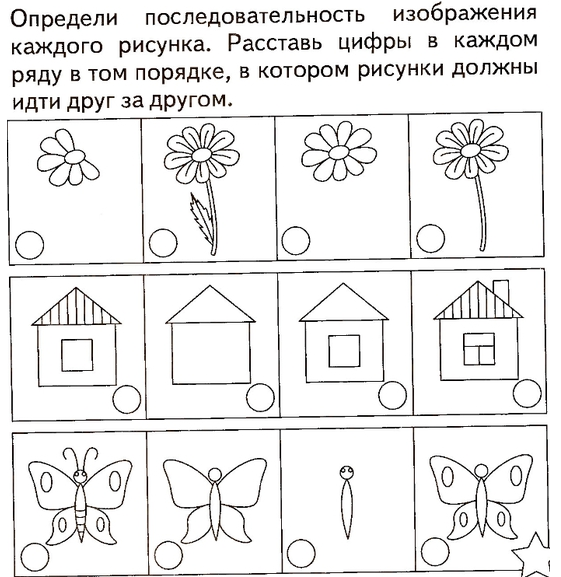 Определи последовательность изображения
каждого рисунка. Расставь цифры в каждом
ряду в том порядке, в котором рисунки должны
идти друг за другом.